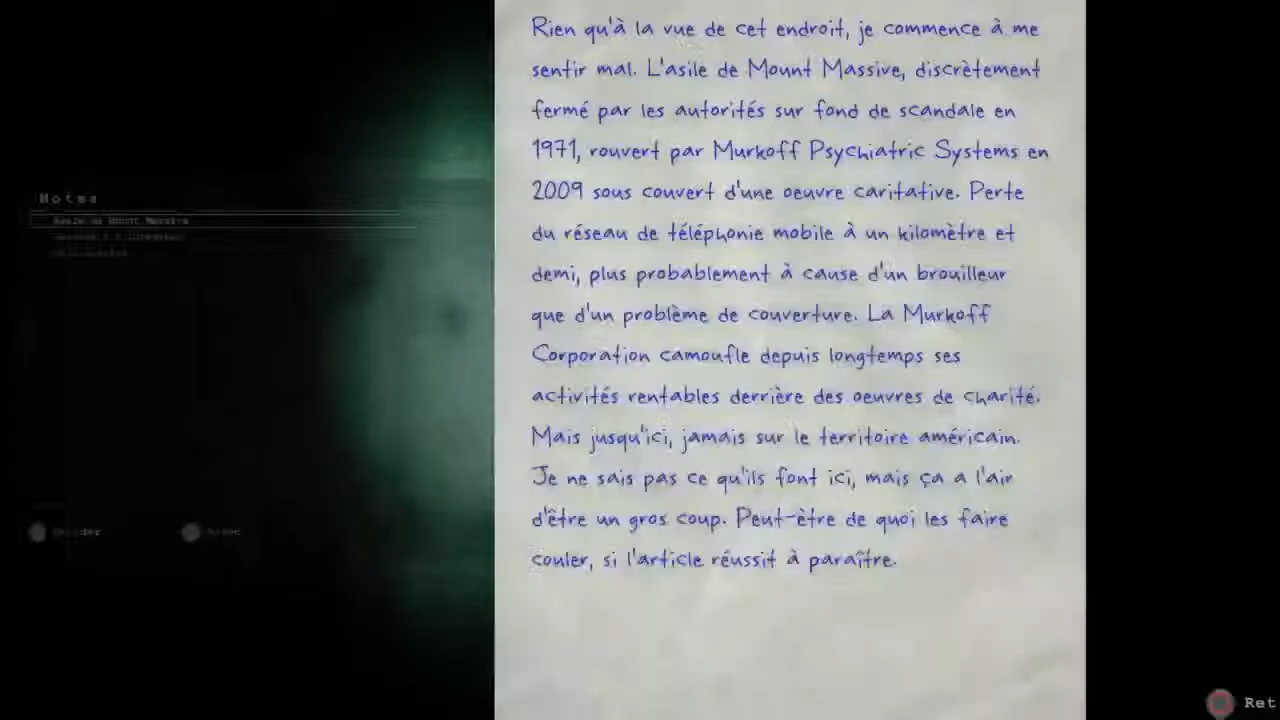 Rien qu'à la vue de cet endroit, je commence à me
sentir mal. L'asile de Mount Massive, discrètement
fermé par les autorités sur fond de scandale en
1971, rouvert par Murkoff Psychiatric Systems en
2009 sous couvert d'une oeuvre caritative. Perte
du réseau de téléphonie mobile à un kilomètre et
demi, plus probablement à cause d'un brouilleur
que d'un problème de couverture. La Murkoff
Corporation camoufle depuis longtemps ses
activités rentables derrière des oeuvres de charité.
Mais jusqu'ici, jamais sur le territoire américain.
Je ne sais pas ce qu'ils font ici, mais ça a l'air
d'être un gros coup. Peut-être de quoi les faire
couler, si l'article réussit à paraître.
Notes
Ret